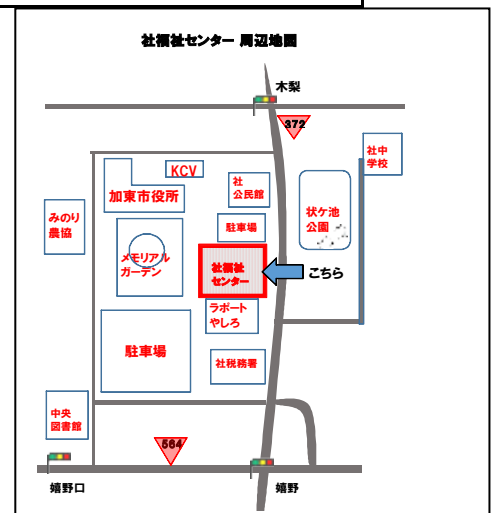 社福祉センター 周辺地図
木梨
372
社中
学校
KCV
加東市役所
社
公民館
状ケ池
公園
みのり
農協
駐車場
メモリアル
ガーデン
社福祉
センター
こちら
ラポート
やしろ
駐車場
社税務署
中央
図書館
564
嬉野口
嬉野